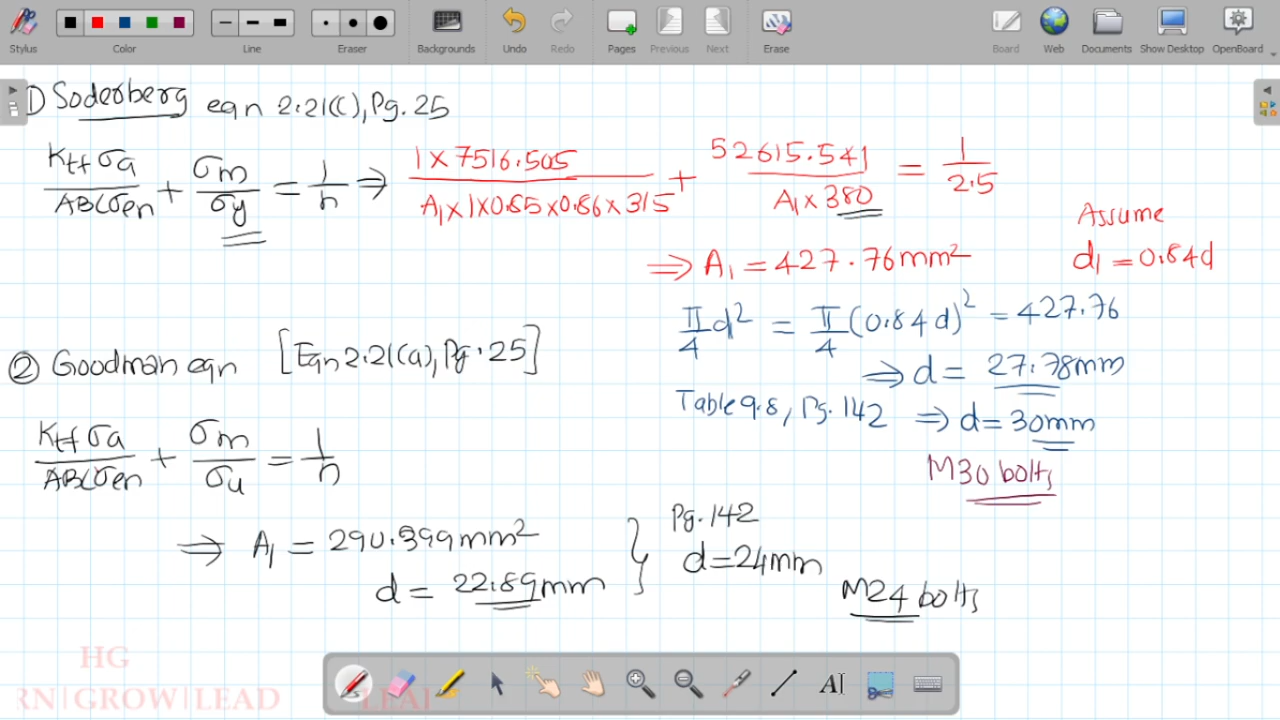 Stylus
Color
Line
Eraser
Backgrounds
Undo
Redo
Pages
Previous
Next
Erase
Board
Web
Documents
Show Desktop
OpenBoard
1) Soderberg eqn 2.21(c), Pg. 25
Ktf σa / ABCσen + σm / σy = 1 / n ⇒ 1 × 7516.505 / A1 × 1 × 0.85 × 0.86 × 315 + 52615.541 / A1 × 380 = 1 / 2.5
⇒ A1 = 427.76 mm²
Assume
d1 = 0.84d
π/4 d² = π/4 (0.84 d)² = 427.76
⇒ d = 27.78mm
Table 9.8, Pg. 142 ⇒ d = 30mm
M30 bolts
② Goodman eqn [Eqn 2.21(a), Pg. 25]
Ktf σa / ABCσen + σm / σu = 1 / n
⇒ A1 = 290.399mm²
d = 22.89mm
Pg. 142
d = 24mm
M24 bolts
HG
RN|GROW|LEAD
LEA